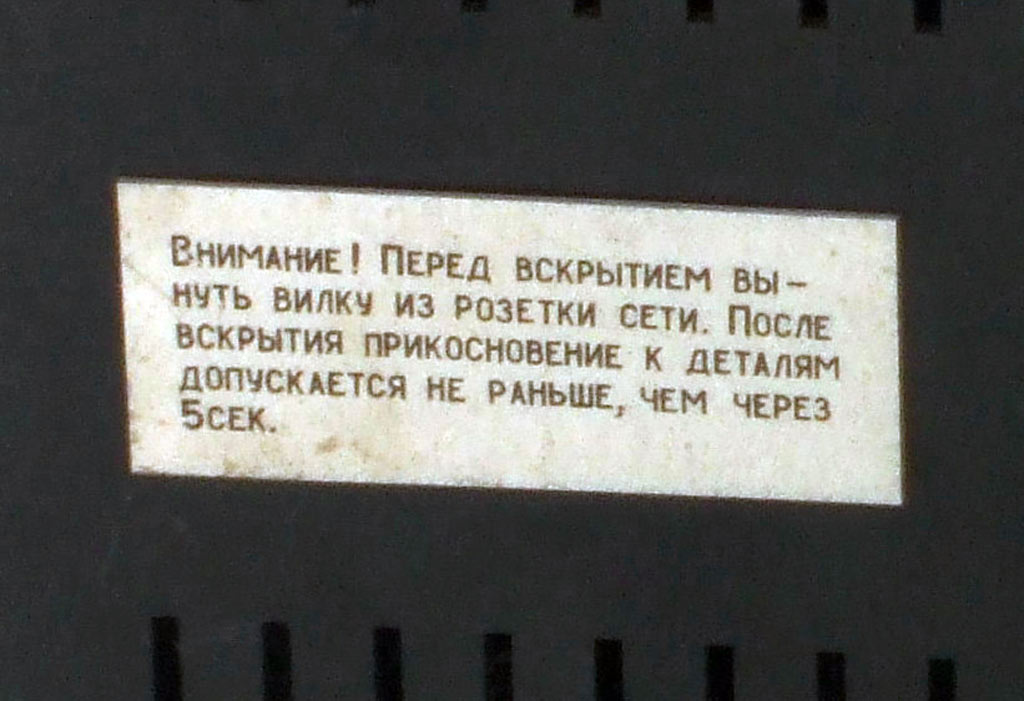 Внимание! Перед вскрытием вы-
нуть вилку из розетки сети. После
вскрытия прикосновение к деталям
допускается не раньше, чем через
5сек.